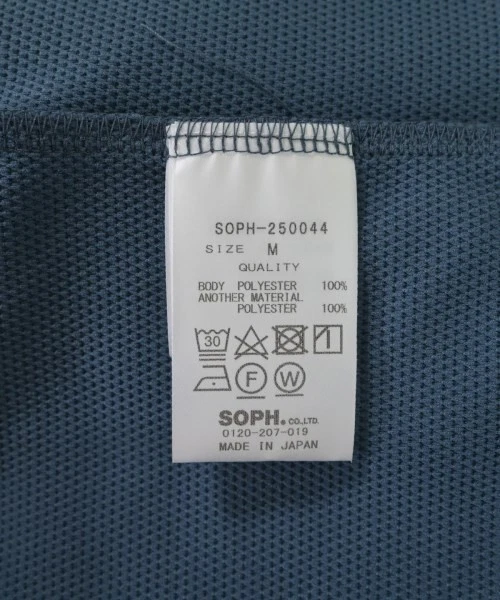 SOPH-250044
SIZE M
QUALITY
BODY POLYESTER 100%
ANOTHER MATERIAL
POLYESTER 100%
30
F W
SOPH. CO.,LTD.
0120-207-019
MADE IN JAPAN